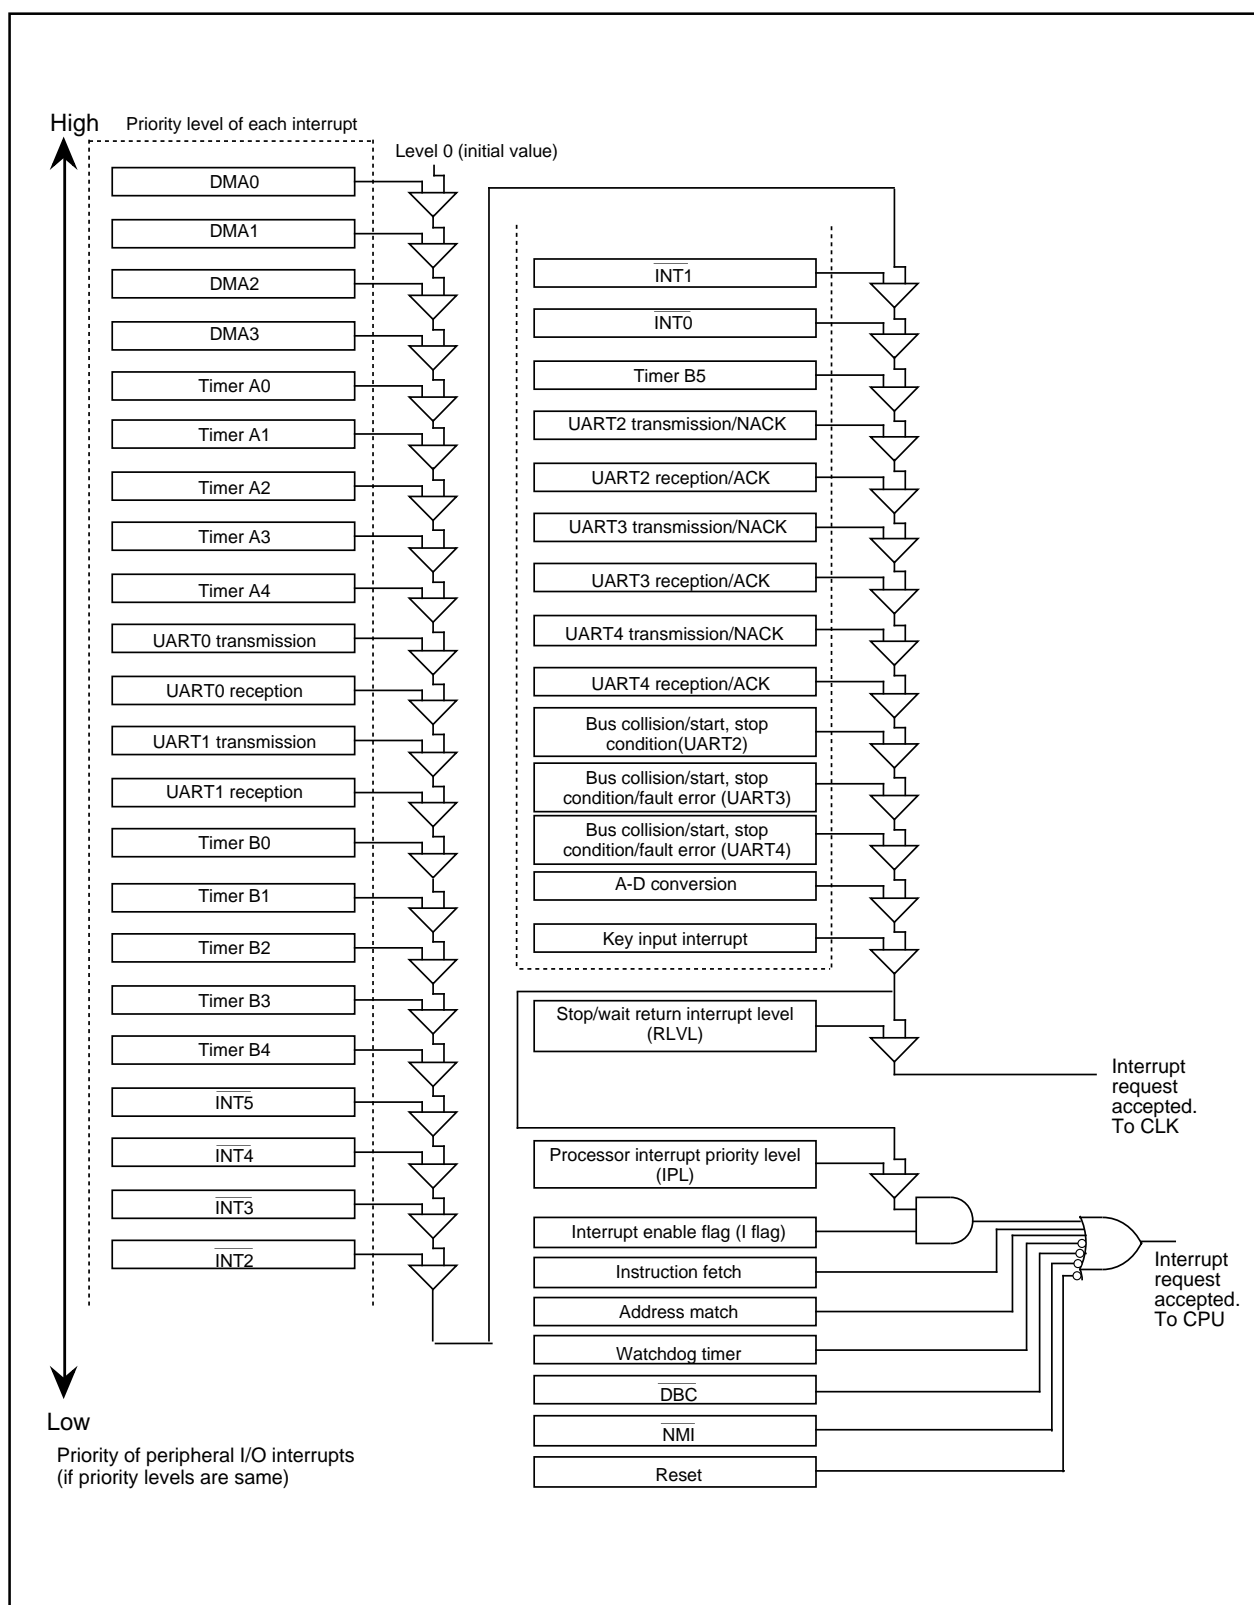 High
Priority level of each interrupt
Level 0 (initial value)
DMA0
DMA1
DMA2
DMA3
Timer A0
Timer A1
Timer A2
Timer A3
Timer A4
UART0 transmission
UART0 reception
UART1 transmission
UART1 reception
Timer B0
Timer B1
Timer B2
Timer B3
Timer B4
INT5
INT4
INT3
INT2
Low
Priority of peripheral I/O interrupts
(if priority levels are same)
INT1
INT0
Timer B5
UART2 transmission/NACK
UART2 reception/ACK
UART3 transmission/NACK
UART3 reception/ACK
UART4 transmission/NACK
UART4 reception/ACK
Bus collision/start, stop
condition(UART2)
Bus collision/start, stop
condition/fault error (UART3)
Bus collision/start, stop
condition/fault error (UART4)
A-D conversion
Key input interrupt
Stop/wait return interrupt level
(RLVL)
Interrupt
request
accepted.
To CLK
Processor interrupt priority level
(IPL)
Interrupt enable flag (I flag)
Instruction fetch
Address match
Watchdog timer
DBC
NMI
Reset
Interrupt
request
accepted.
To CPU